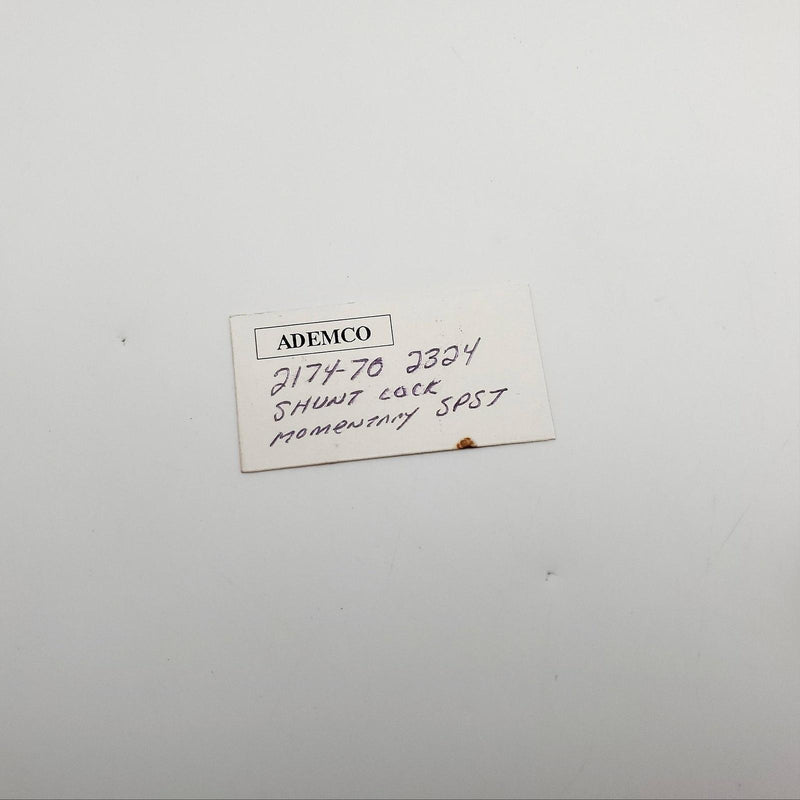 ADEMCO
2174-70 2324
SHUNT LOCK
MOMENTARY SPST